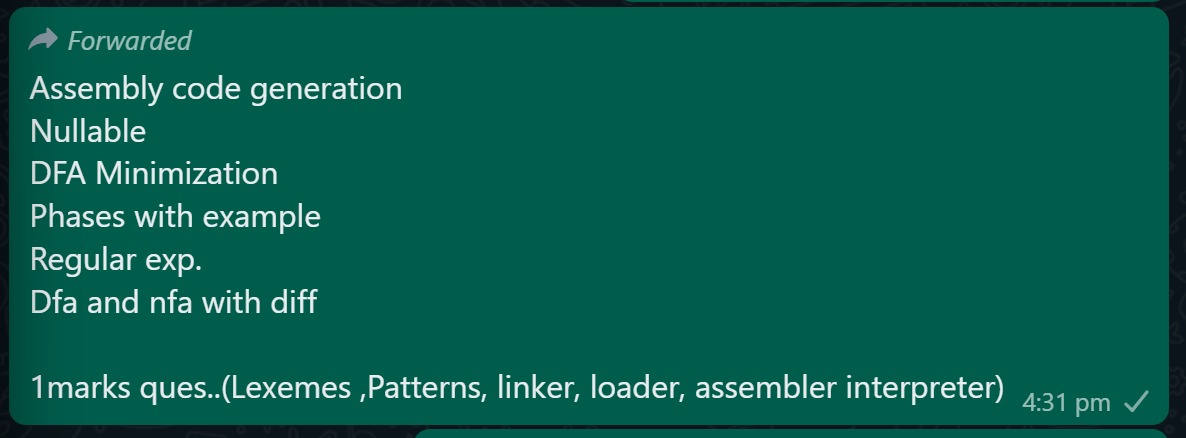 Forwarded
Assembly code generation
Nullable
DFA Minimization
Phases with example
Regular exp.
Dfa and nfa with diff
1marks ques..(Lexemes ,Patterns, linker, loader, assembler interpreter)
4:31 pm